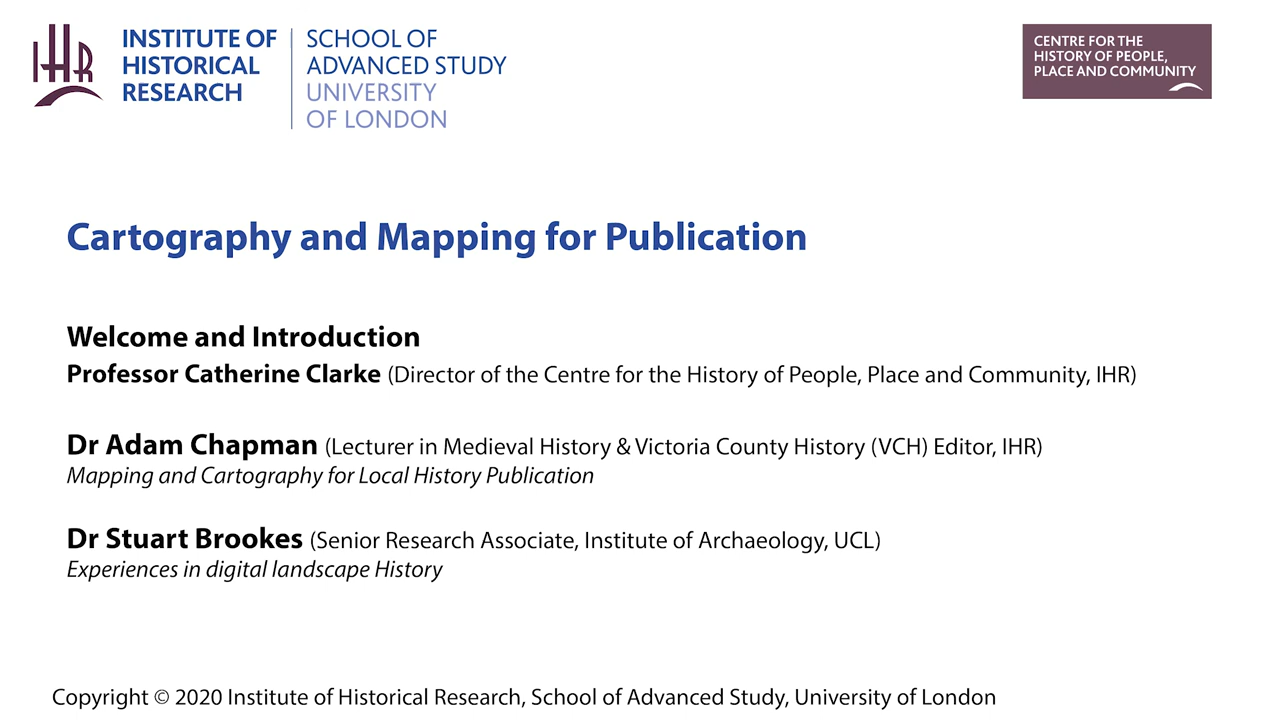 IHR
INSTITUTE OF
HISTORICAL
RESEARCH
SCHOOL OF
ADVANCED STUDY
UNIVERSITY
OF LONDON
CENTRE FOR THE
HISTORY OF PEOPLE,
PLACE AND COMMUNITY
Cartography and Mapping for Publication
Welcome and Introduction
Professor Catherine Clarke (Director of the Centre for the History of People, Place and Community, IHR)
Dr Adam Chapman (Lecturer in Medieval History & Victoria County History (VCH) Editor, IHR)
Mapping and Cartography for Local History Publication
Dr Stuart Brookes (Senior Research Associate, Institute of Archaeology, UCL)
Experiences in digital landscape History
Copyright © 2020 Institute of Historical Research, School of Advanced Study, University of London